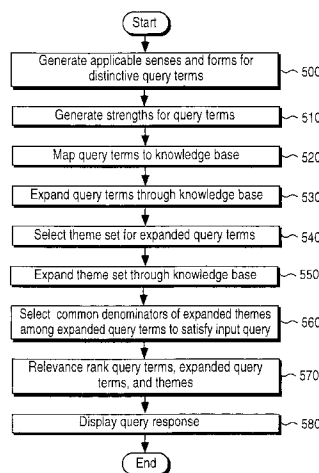 Start
Generate applicable senses and forms for
distinctive query terms
500
Generate strengths for query terms
510
Map query terms to knowledge base
520
Expand query terms through knowledge base
530
Select theme set for expanded query terms
540
Expand theme set through knowledge base
550
Select common denominators of expanded themes
among expanded query terms to satisfy input query
560
Relevance rank query terms, expanded query
terms, and themes
570
Display query response
580
End